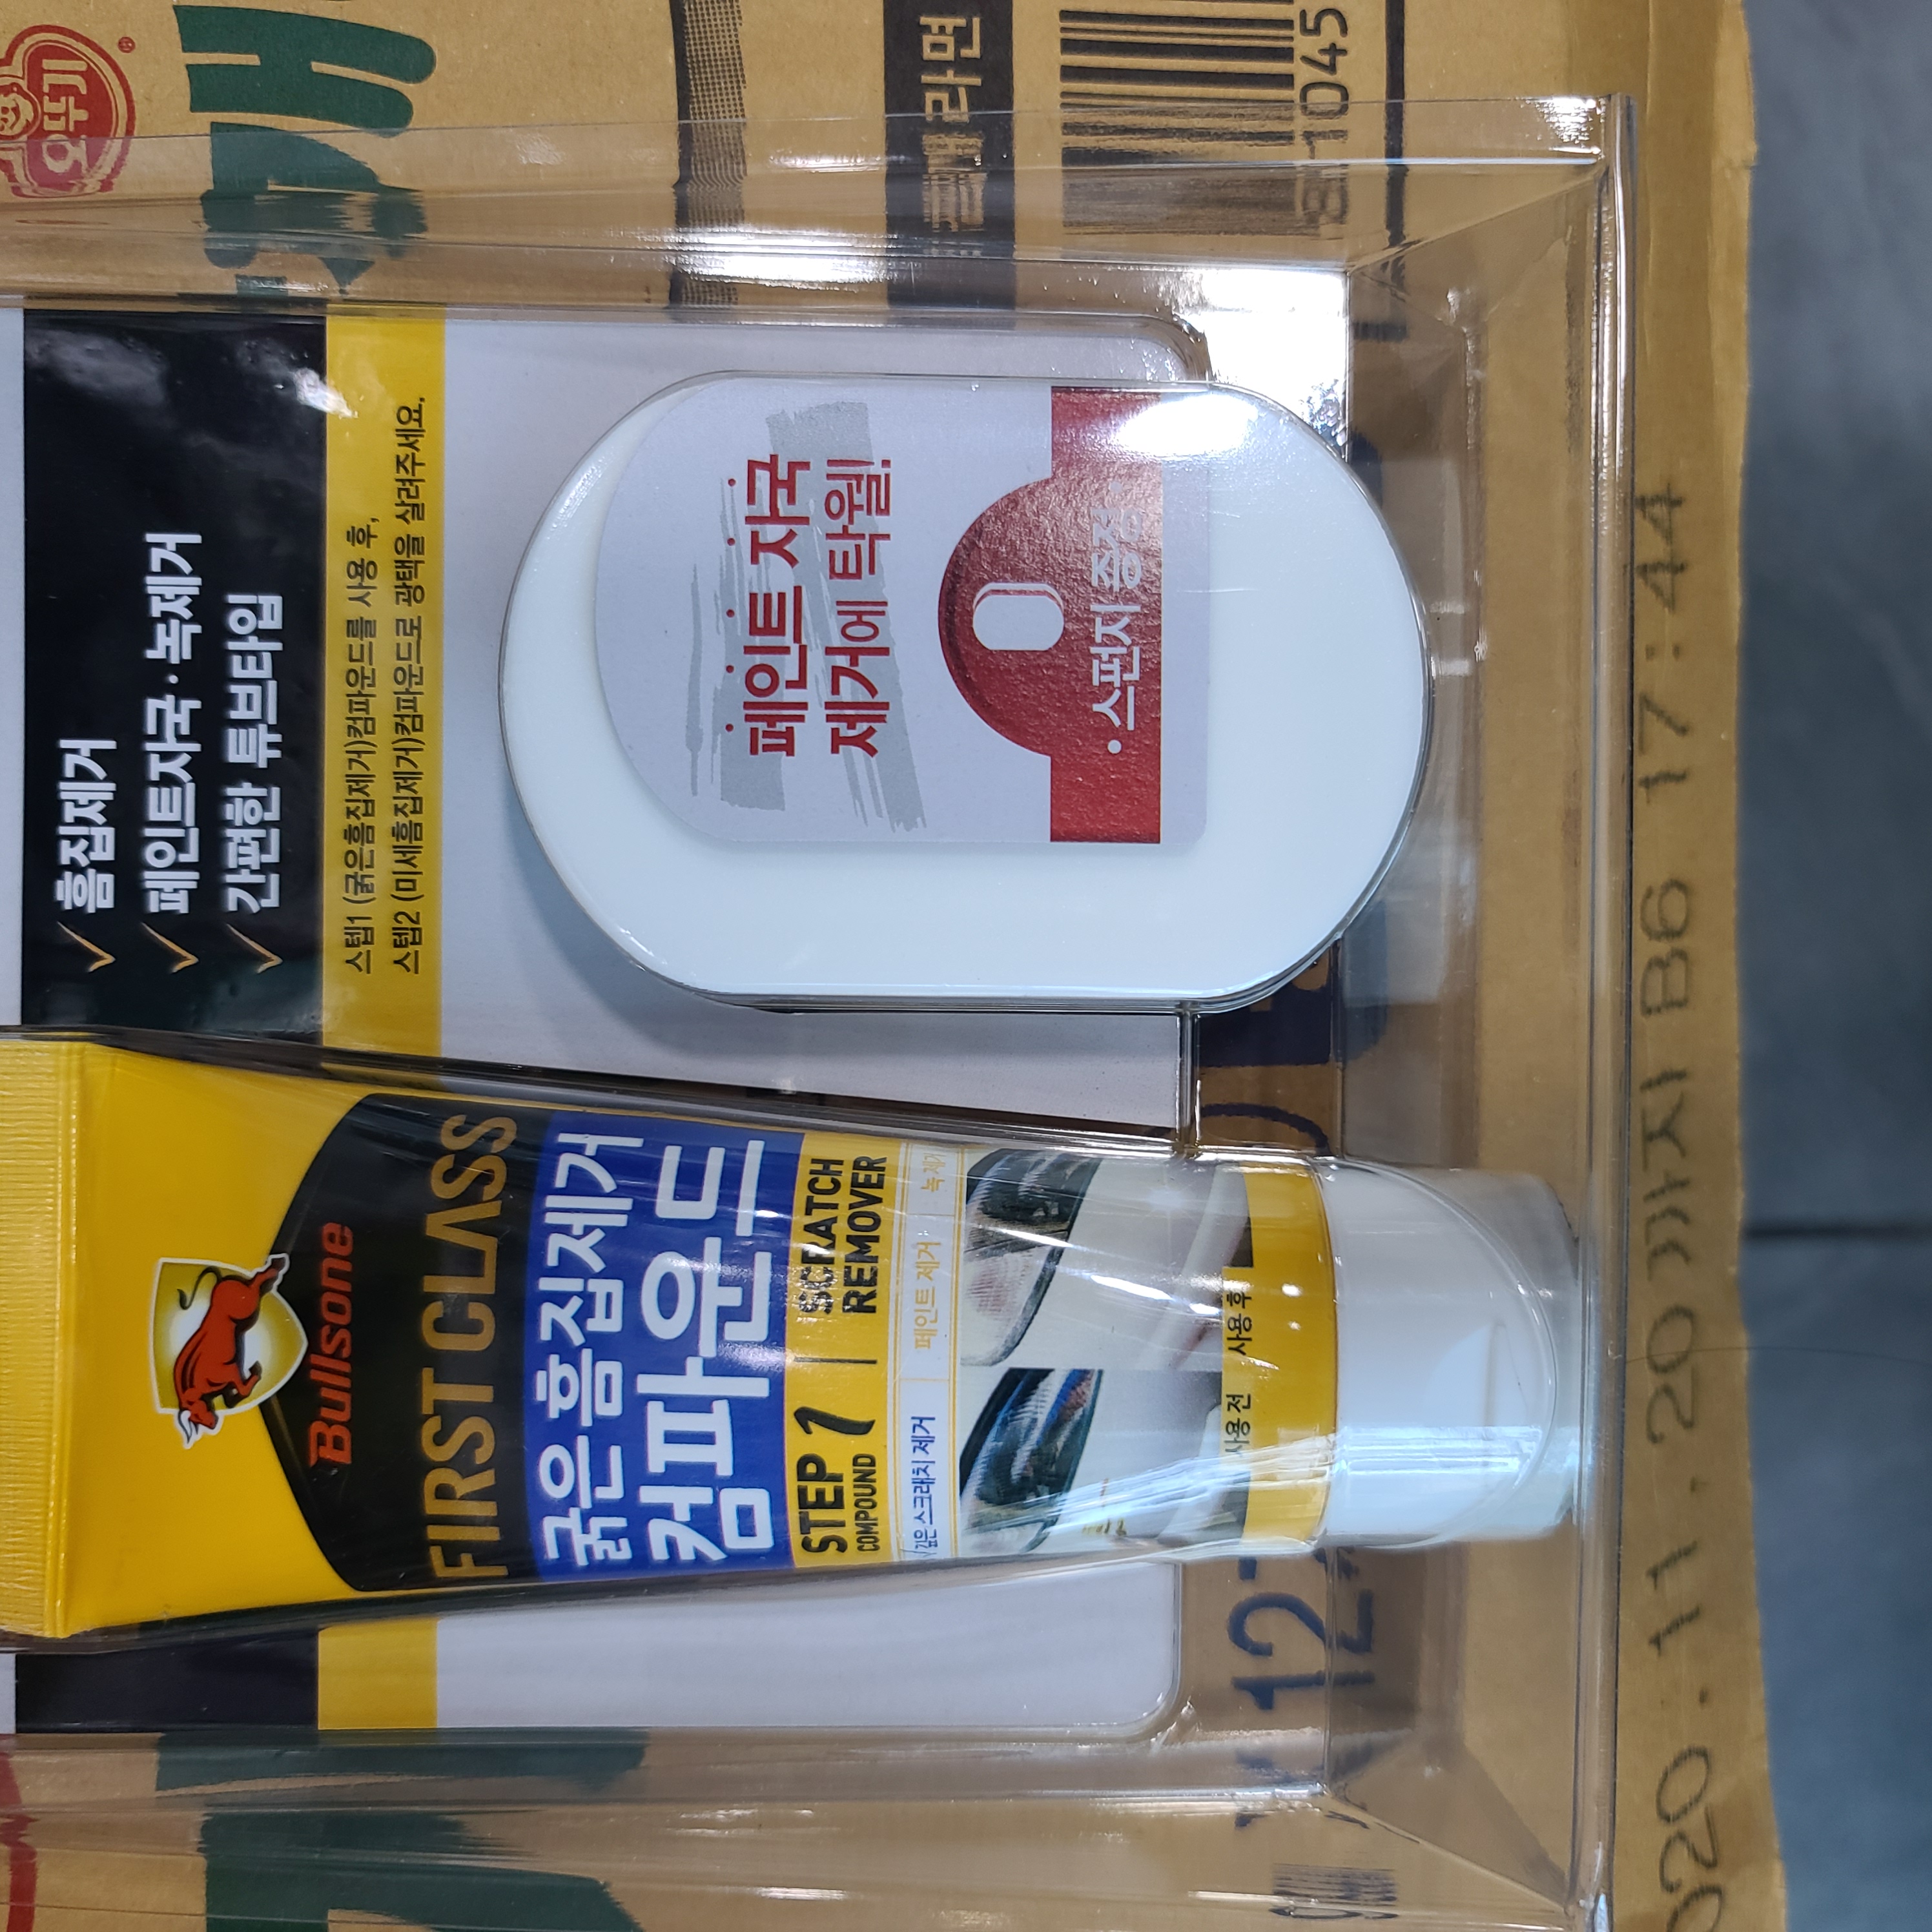 흠집제거
페인트자국·녹제거
간편한 튜브타입
스텝1 (굵은흠집제거)컴파운드를 사용 후,
스텝2 (미세흠집제거)컴파운드로 광택을 살려주세요.
페인트 자국
제거에 탁월!
•스펀지 증정•
Bullsone
FIRST CLASS
굵은 흠집제거
컴파운드
STEP 1
COMPOUND
SCRATCH
REMOVER
깊은 스크래치 제거
페인트 제거
녹 제거
사용 전
사용 후
오뚜기
라면
81045
020.11.20 까지 B6 17:44